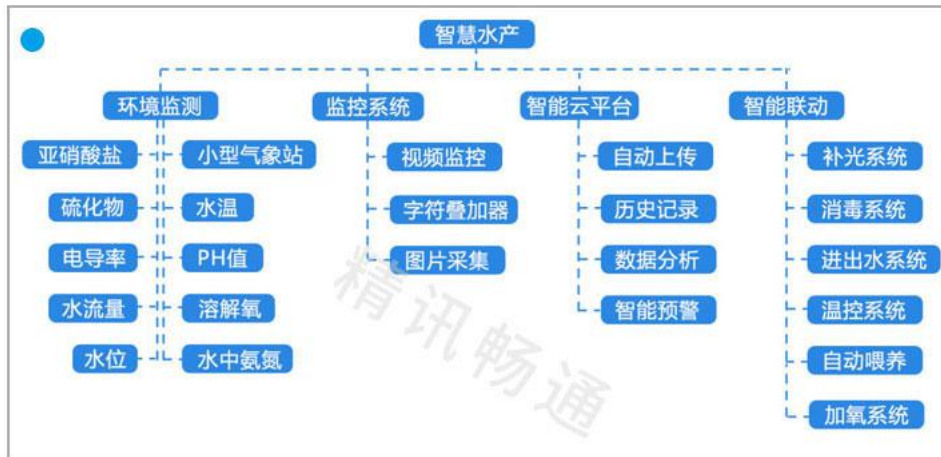 智慧水产
环境监测
监控系统
智能云平台
智能联动
亚硝酸盐
小型气象站
硫化物
水温
电导率
PH值
水流量
溶解氧
水位
水中氨氮
视频监控
字符叠加器
图片采集
自动上传
历史记录
数据分析
智能预警
补光系统
消毒系统
进出水系统
温控系统
自动喂养
加氧系统
精讯畅通